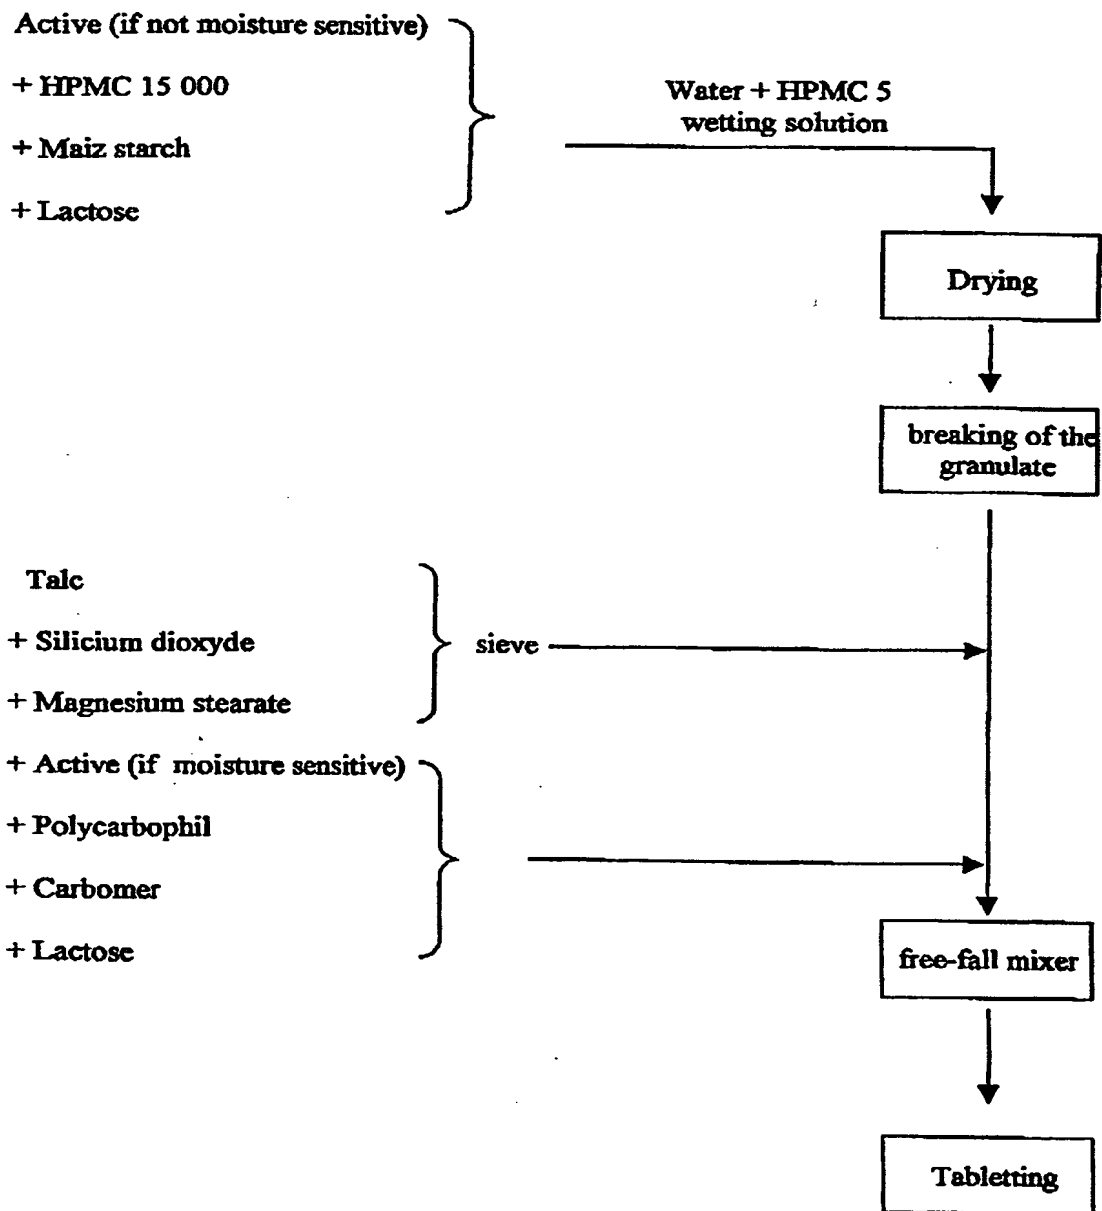 Active (if not moisture sensitive)
+ HPMC 15 000
+ Maiz starch
+ Lactose
Water + HPMC 5
wetting solution
Drying
breaking of the
granulate
Talc
+ Silicium dioxyde
+ Magnesium stearate
sieve
+ Active (if moisture sensitive)
+ Polycarbophil
+ Carbomer
+ Lactose
free-fall mixer
Tabletting